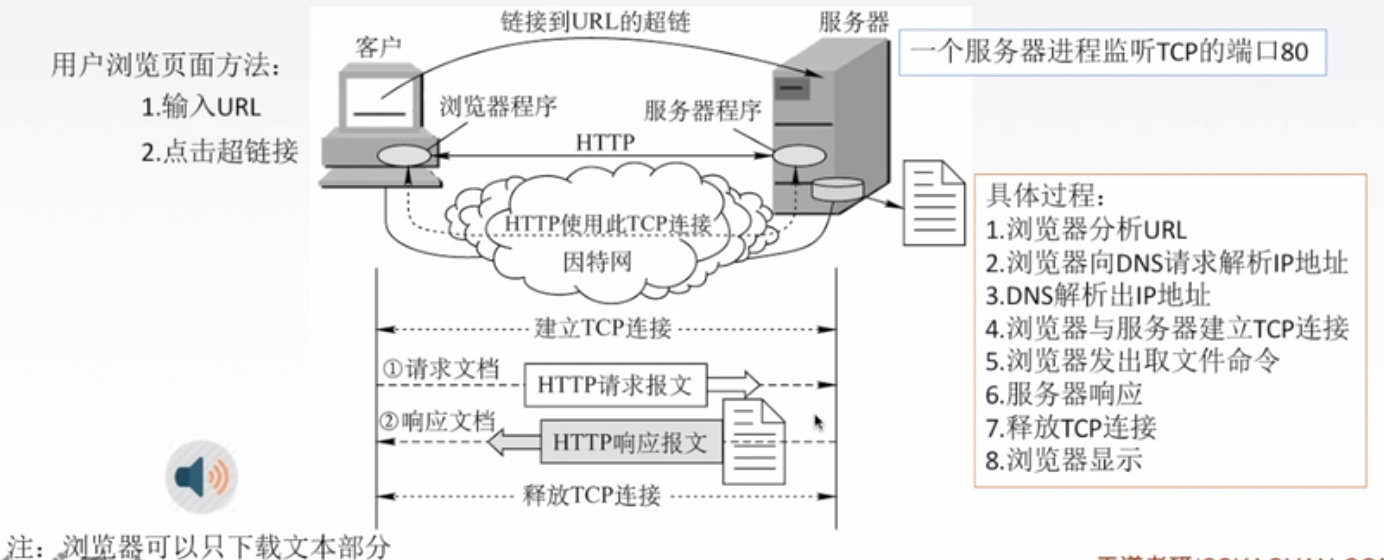 用户浏览页面方法：
1.输入URL
2.点击超链接
链接到URL的超链
客户
服务器
一个服务器进程监听TCP的端口80
浏览器程序
服务器程序
HTTP
HTTP使用此TCP连接
因特网
建立TCP连接
①请求文档
HTTP请求报文
②响应文档
HTTP响应报文
释放TCP连接
具体过程：
1.浏览器分析URL
2.浏览器向DNS请求解析IP地址
3.DNS解析出IP地址
4.浏览器与服务器建立TCP连接
5.浏览器发出取文件命令
6.服务器响应
7.释放TCP连接
8.浏览器显示
注：浏览器可以只下载文本部分